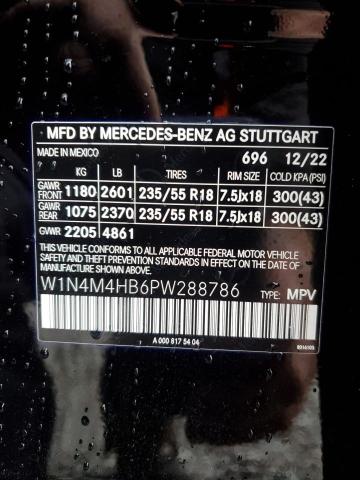 MFD BY MERCEDES-BENZ AG STUTTGART
MADE IN MEXICO 696 12/22
KG LB TIRES RIM SIZE COLD KPA(PSI)
GAWR FRONT 1180 2601 235/55 R18 7.5Jx18 300(43)
GAWR REAR 1075 2370 235/55 R18 7.5Jx18 300(43)
GVWR 2205 4861
THIS VEHICLE CONFORMS TO ALL APPLICABLE U.S. FEDERAL MOTOR VEHICLE
SAFETY AND THEFT PREVENTION STANDARDS IN EFFECT ON THE DATE OF
MANUFACTURE SHOWN ABOVE.
W1N4M4HB6PW288786 TYPE: MPV
A 000 817 54 04